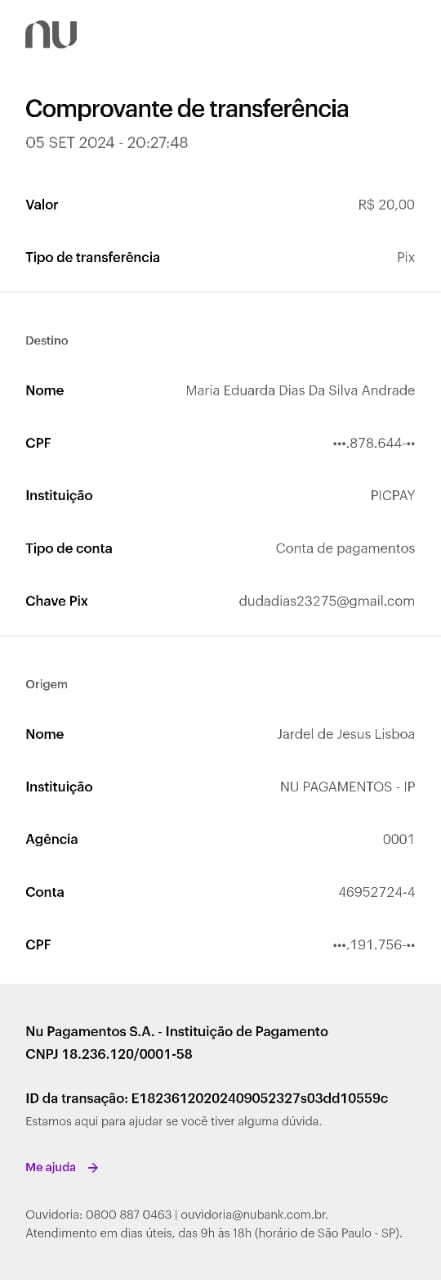 nu
Comprovante de transferência
05 SET 2024 - 20:27:48
Valor R$ 20,00
Tipo de transferência Pix
Destino
Nome Maria Eduarda Dias Da Silva Andrade
CPF •••.878.644-••
Instituição PICPAY
Tipo de conta Conta de pagamentos
Chave Pix dudadias23275@gmail.com
Origem
Nome Jardel de Jesus Lisboa
Instituição NU PAGAMENTOS - IP
Agência 0001
Conta 46952724-4
CPF •••.191.756-••
Nu Pagamentos S.A. - Instituição de Pagamento
CNPJ 18.236.120/0001-58
ID da transação: E18236120202409052327s03dd10559c
Estamos aqui para ajudar se você tiver alguma dúvida.
Me ajuda →
Ouvidoria: 0800 887 0463 | ouvidoria@nubank.com.br.
Atendimento em dias úteis, das 9h às 18h (horário de São Paulo - SP).